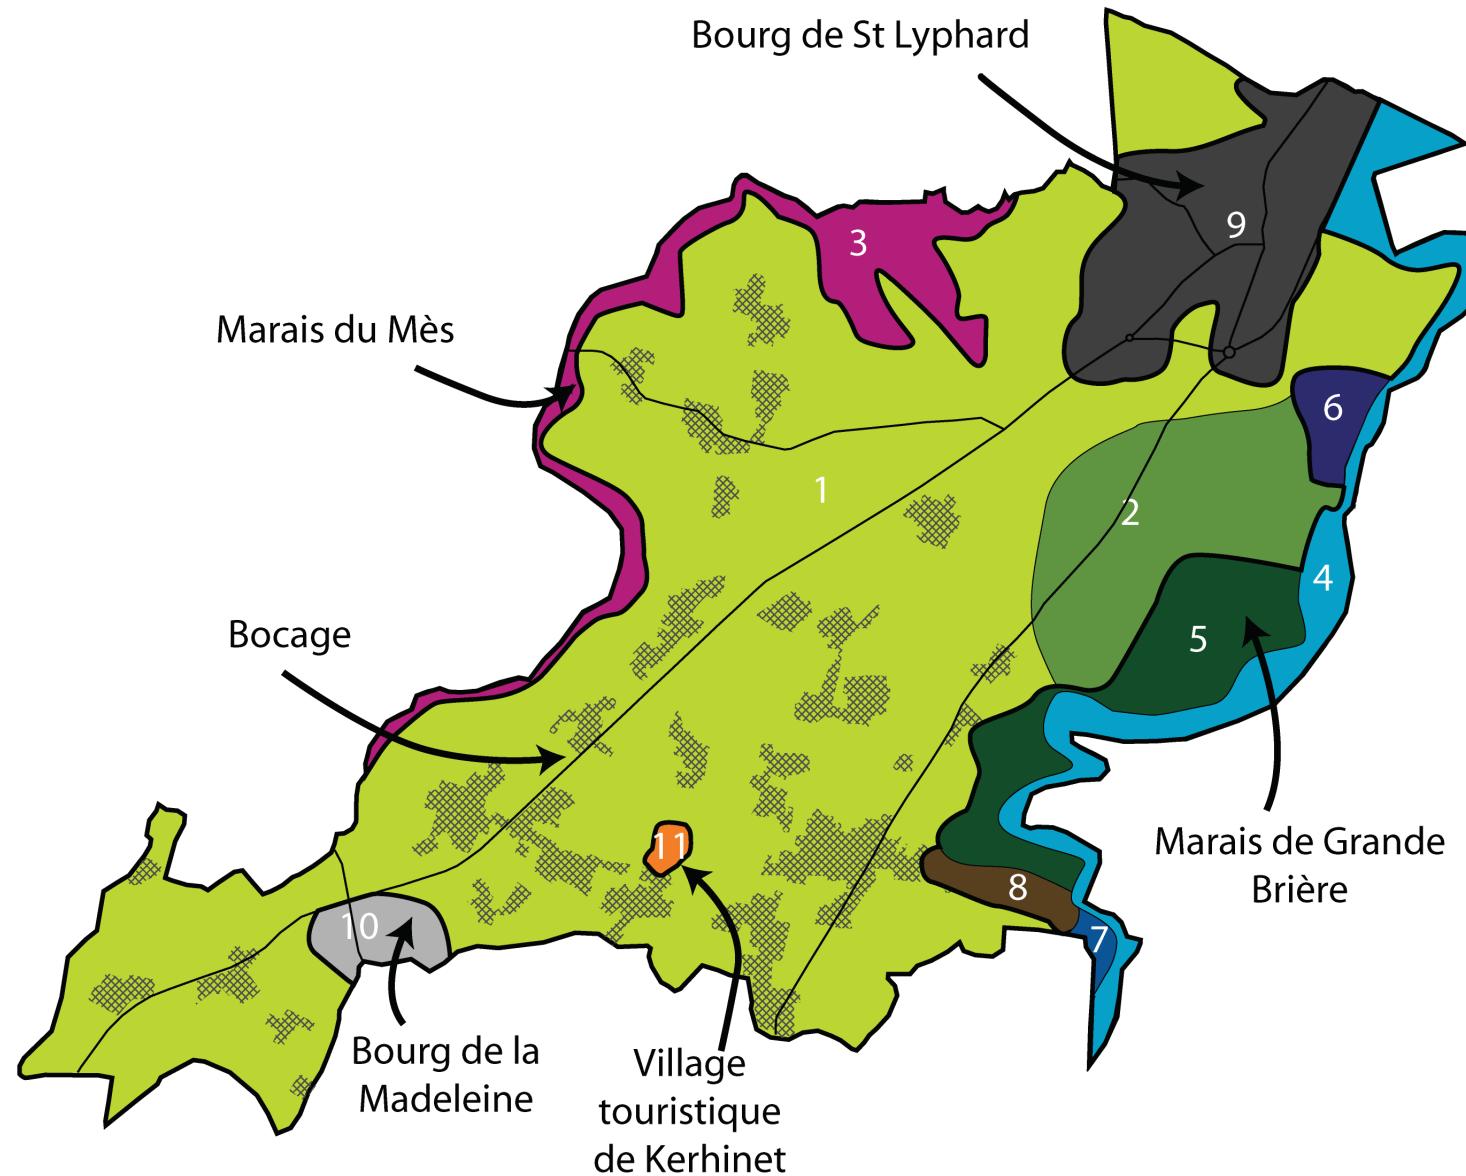 Bourg de St Lyphard
9
3
Marais du Mès
6
1
2
4
Bocage
5
11
Marais de Grande
Brière
8
10
7
Bourg de la
Madeleine
Village
touristique
de Kerhinet